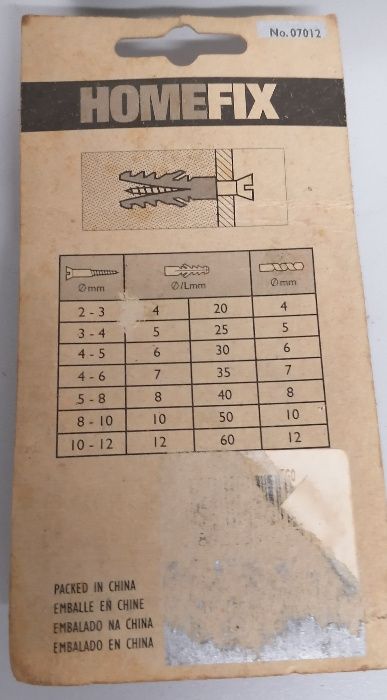 No. 07012
HOMEFIX
Ømm Ø/Lmm Ømm
2 - 3 4 20 4
3 - 4 5 25 5
4 - 5 6 30 6
4 - 6 7 35 7
5 - 8 8 40 8
8 - 10 10 50 10
10 - 12 12 60 12
PACKED IN CHINA
EMBALLE EN CHINE
EMBALADO NA CHINA
EMBALADO EN CHINA